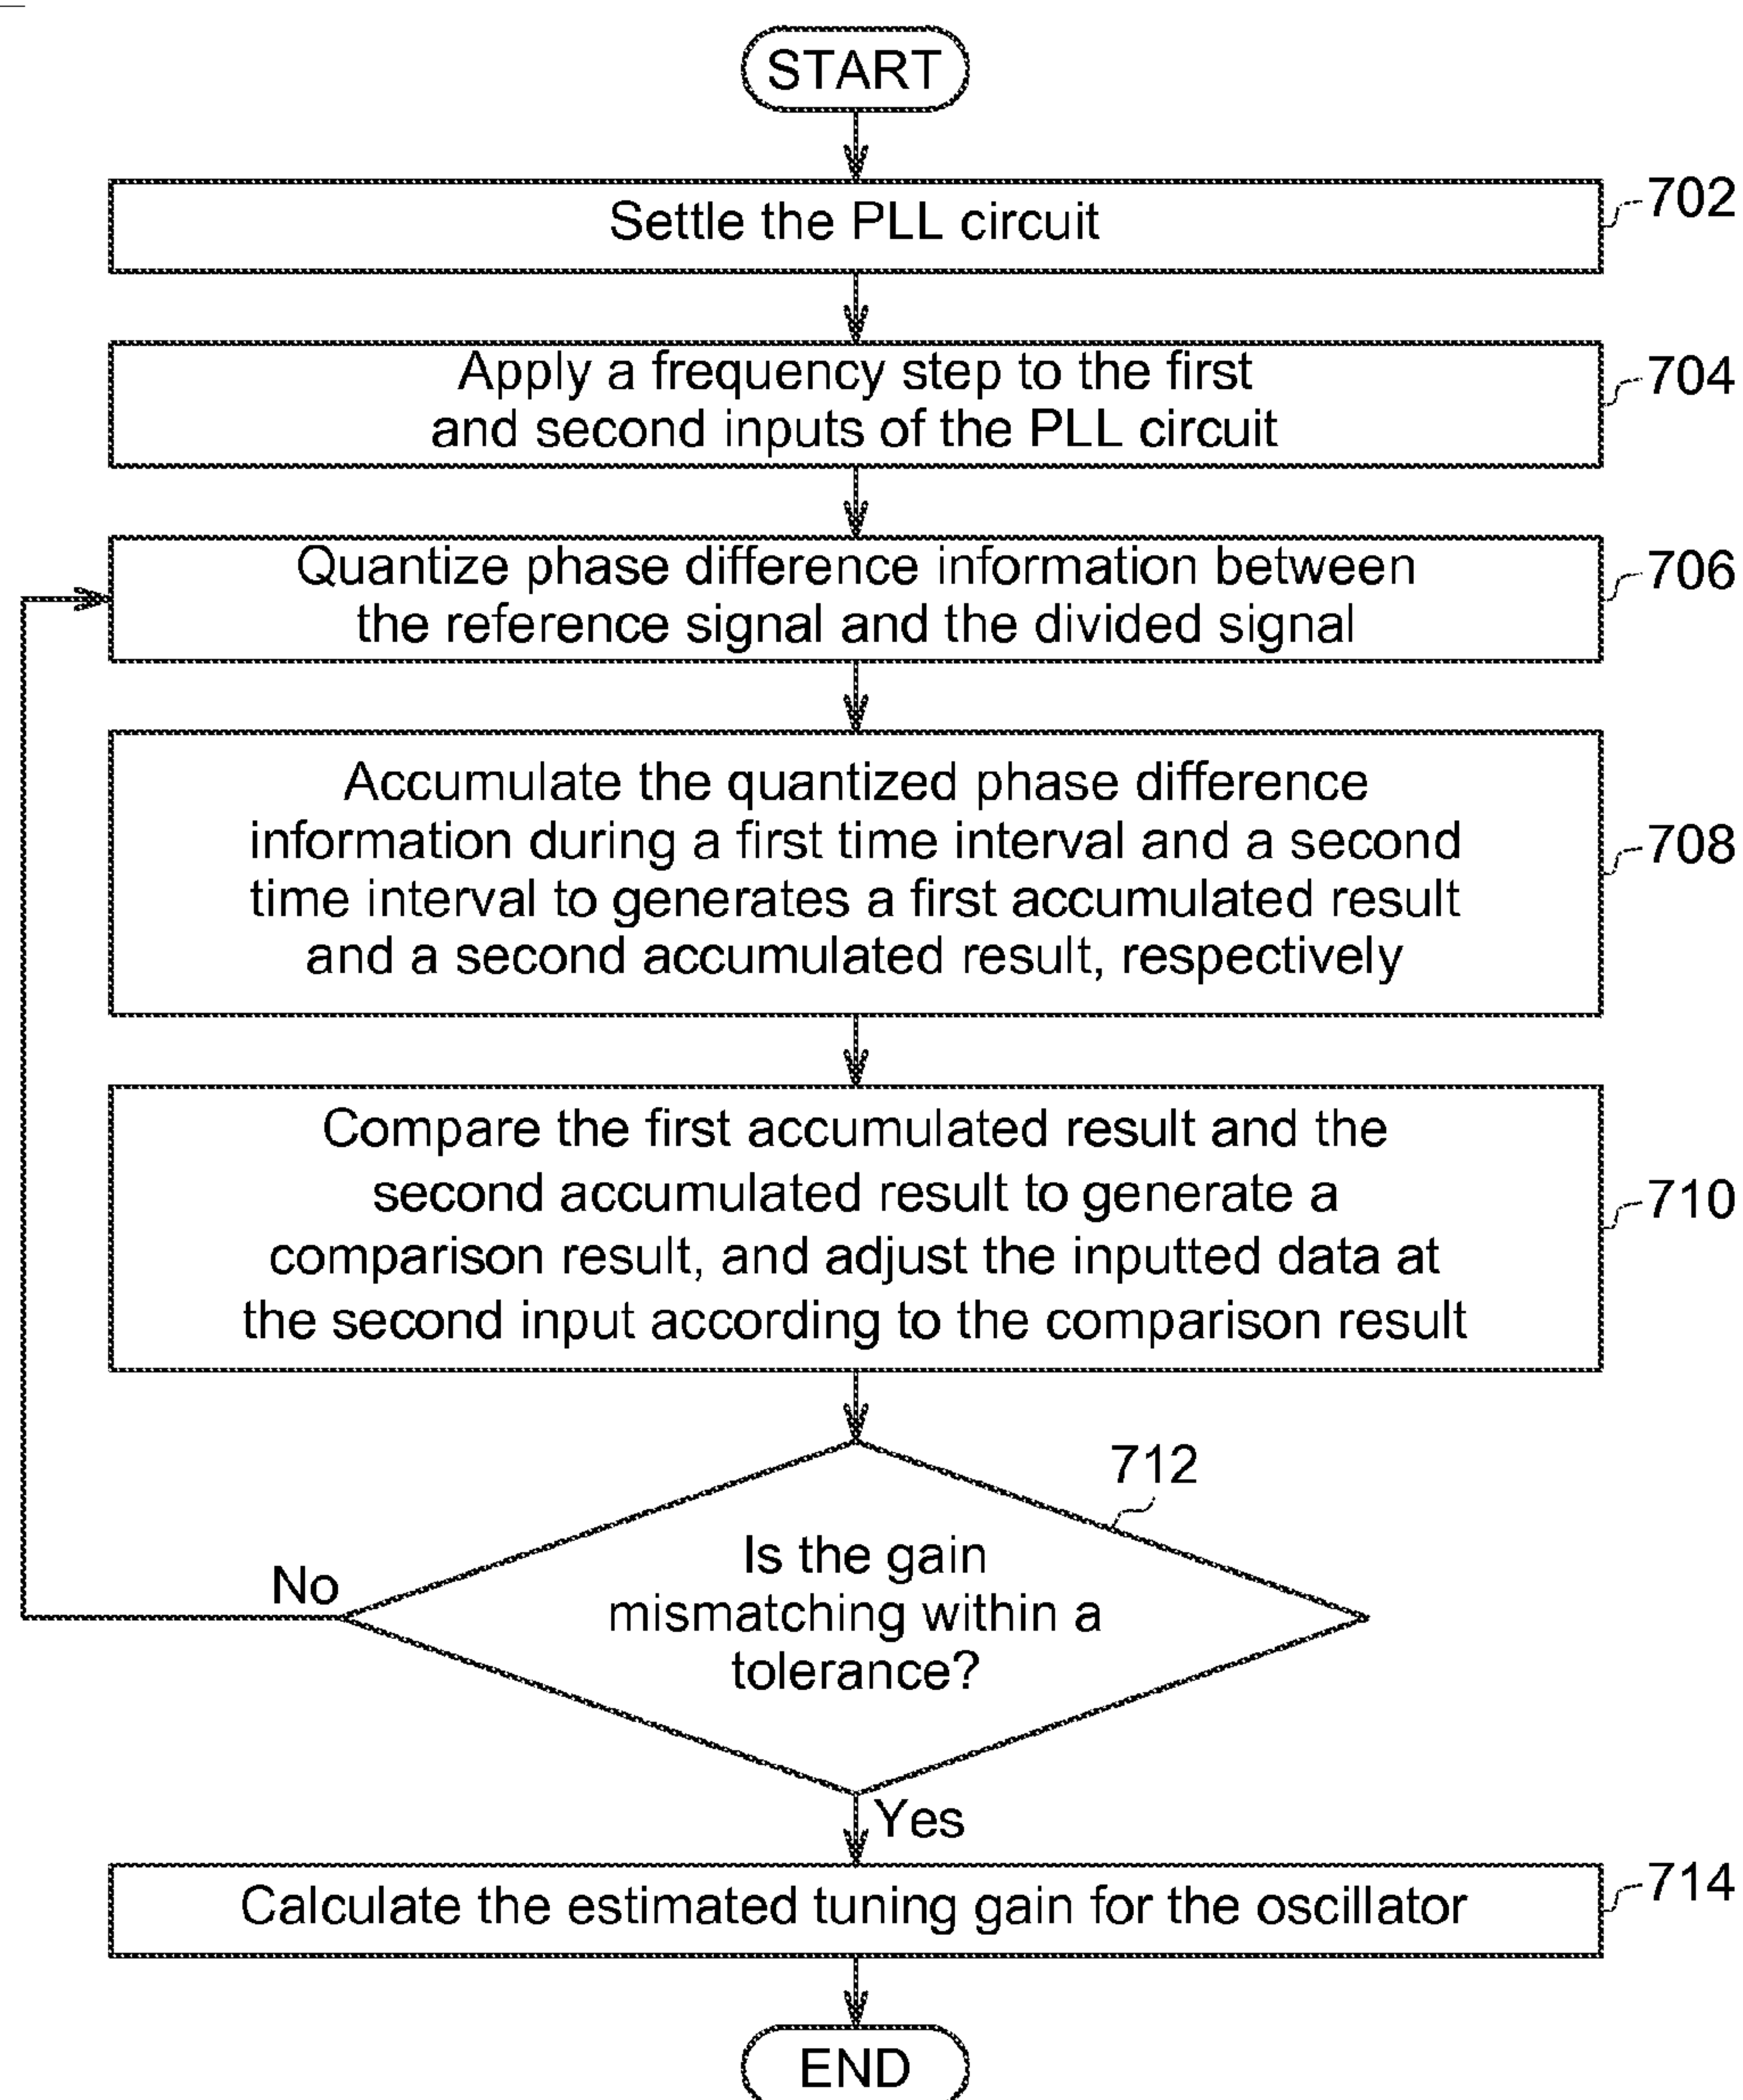 START
Settle the PLL circuit
702
Apply a frequency step to the first
and second inputs of the PLL circuit
704
Quantize phase difference information between
the reference signal and the divided signal
706
Accumulate the quantized phase difference
information during a first time interval and a second
time interval to generates a first accumulated result
and a second accumulated result, respectively
708
Compare the first accumulated result and the
second accumulated result to generate a
comparison result, and adjust the inputted data at
the second input according to the comparison result
710
712
Is the gain
mismatching within a
tolerance?
No
Yes
Calculate the estimated tuning gain for the oscillator
714
END